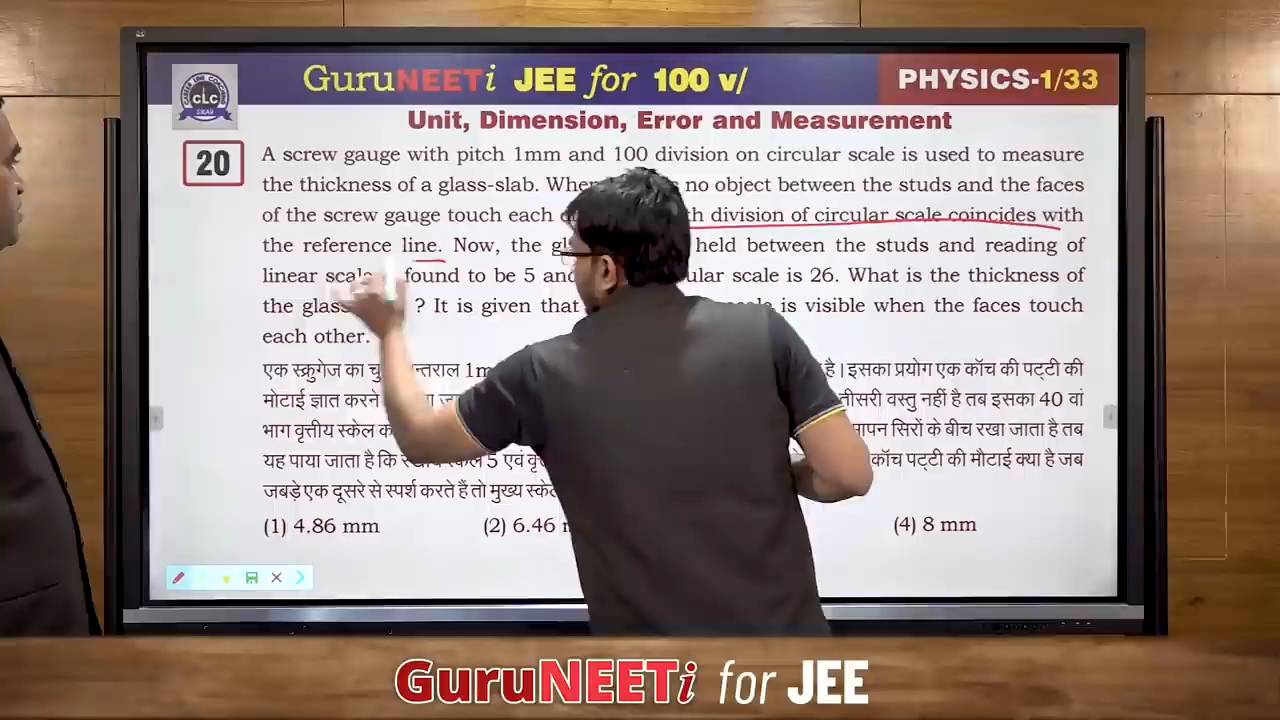 GuruNEETi JEE for 100 v/
PHYSICS-1/33
CLC
SIKAR
Unit, Dimension, Error and Measurement
20
A screw gauge with pitch 1mm and 100 division on circular scale is used to measure
the thickness of a glass-slab. When no object between the studs and the faces
of the screw gauge touch each division of circular scale coincides with
the reference line. Now, the held between the studs and reading of
linear found to be 5 and scale is 26. What is the thickness of
the ? It is given that is visible when the faces touch
each other.
एक स्क्रुगेज का 1m है। इसका प्रयोग एक कॉच की पट्टी की
मोटाई ज्ञात करने तीसरी वस्तु नहीं है तब इसका 40 वां
भाग वृत्तीय स्केल मापन सिरों के बीच रखा जाता है तब
यह पाया जाता है कि 5 एवं कॉच पट्टी की मौटाई क्या है जब
जबड़े एक दूसरे से स्पर्श करते हैं तो मुख्य
(1) 4.86 mm
(2) 6.46
(4) 8 mm
GuruNEETi for JEE